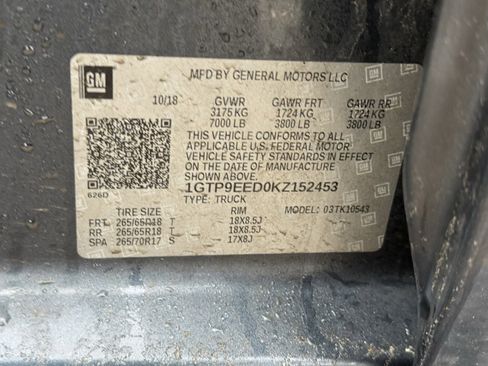 GM
MFD BY GENERAL MOTORS LLC
10/18 GVWR GAWR FRT GAWR RR
3175 KG 1724 KG 1724 KG
7000 LB 3800 LB 3800 LB
THIS VEHICLE CONFORMS TO ALL
APPLICABLE U.S. FEDERAL MOTOR
VEHICLE SAFETY STANDARDS IN
EFFECT ON THE DATE OF MANUFACTURE
SHOWN ABOVE.
626D 1GTP9EED0KZ152453
TYPE: TRUCK
TIRE SIZE RIM MODEL: 03TK10543
FRT 265/65R18 T 18X8.5J
RR 265/65R18 T 18X8.5J
SPA 265/70R17 S 17X8J